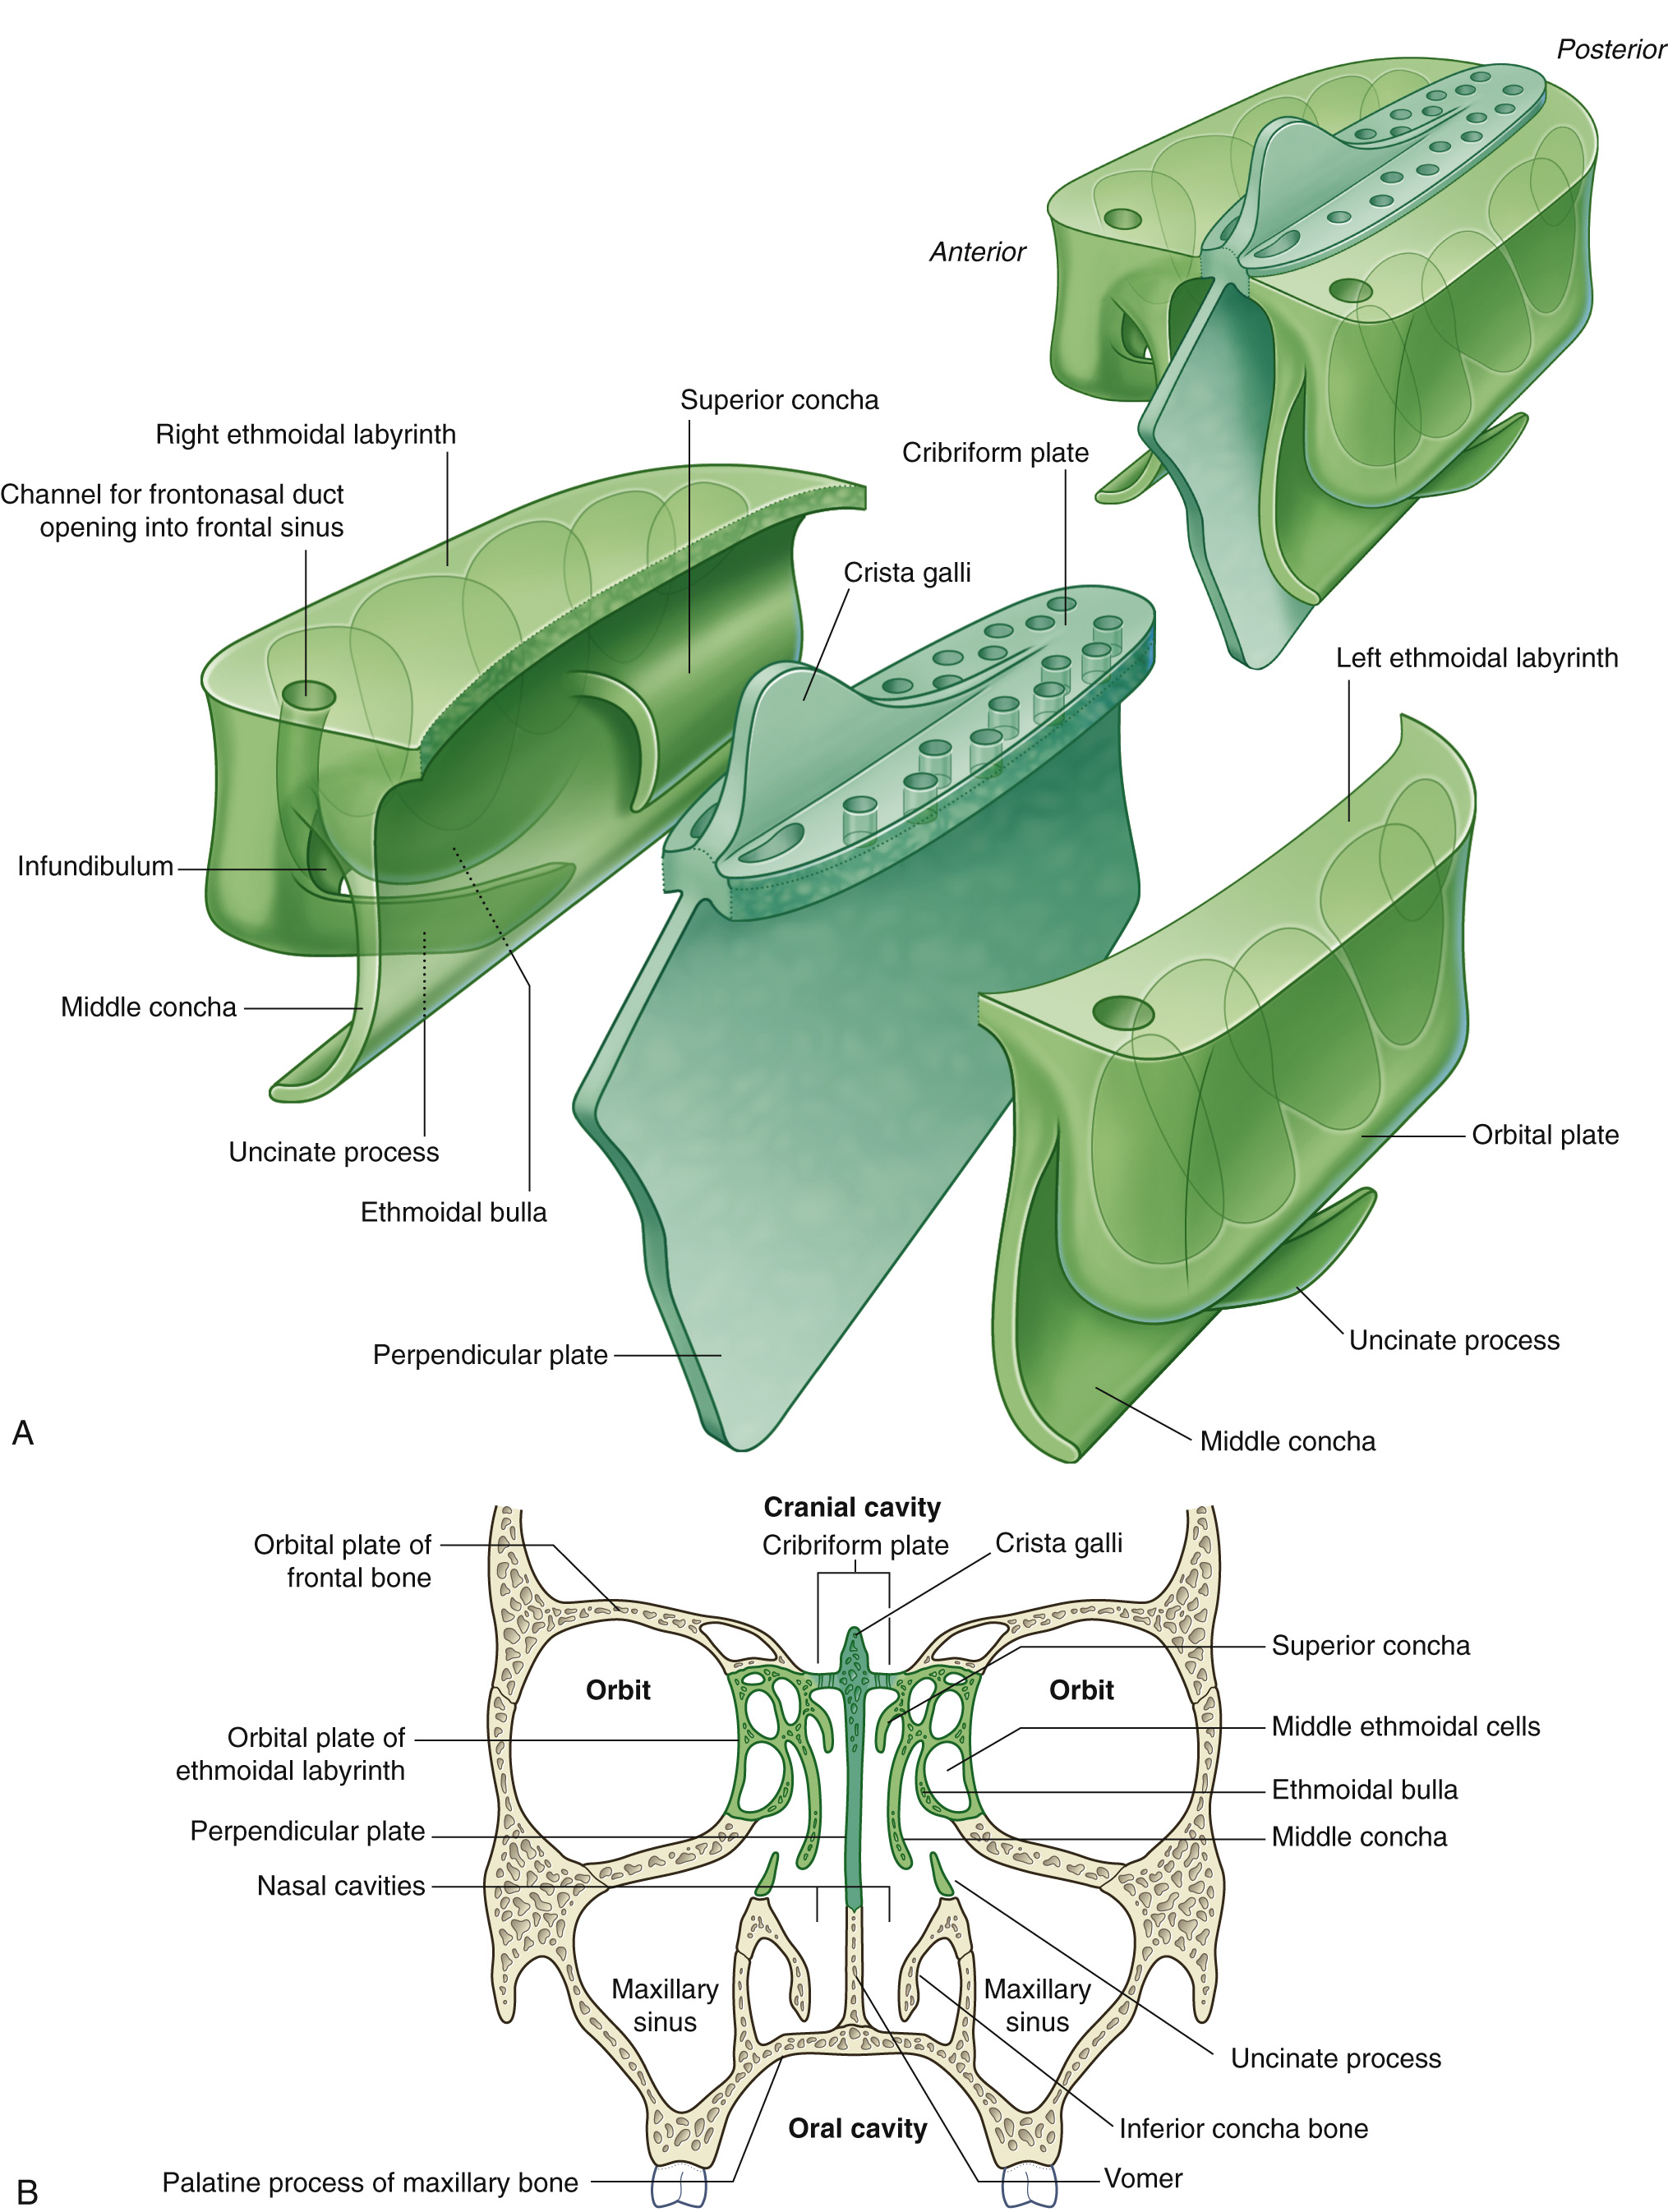 Posterior
Anterior
Superior concha
Right ethmoidal labyrinth
Cribriform plate
Channel for frontonasal duct
opening into frontal sinus
Crista galli
Left ethmoidal labyrinth
Infundibulum
Middle concha
Orbital plate
Uncinate process
Ethmoidal bulla
Uncinate process
Perpendicular plate
Middle concha
A
Cranial cavity
Cribriform plate
Crista galli
Orbital plate of
frontal bone
Superior concha
Orbit
Orbit
Middle ethmoidal cells
Orbital plate of
ethmoidal labyrinth
Ethmoidal bulla
Perpendicular plate
Middle concha
Nasal cavities
Maxillary
sinus
Maxillary
sinus
Uncinate process
Oral cavity
Inferior concha bone
Palatine process of maxillary bone
Vomer
B